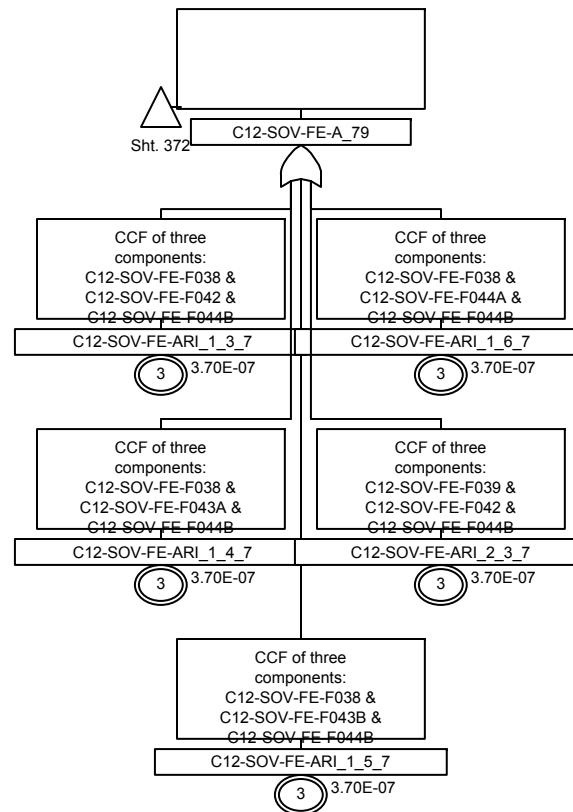 C12-SOV-FE-A_79
Sht. 372
CCF of three
components:
C12-SOV-FE-F038 &
C12-SOV-FE-F042 &
C12-SOV-FE-F044B
C12-SOV-FE-ARI_1_3_7
3
3.70E-07
CCF of three
components:
C12-SOV-FE-F038 &
C12-SOV-FE-F044A &
C12-SOV-FE-F044B
C12-SOV-FE-ARI_1_6_7
3
3.70E-07
CCF of three
components:
C12-SOV-FE-F038 &
C12-SOV-FE-F043A &
C12-SOV-FE-F044B
C12-SOV-FE-ARI_1_4_7
3
3.70E-07
CCF of three
components:
C12-SOV-FE-F039 &
C12-SOV-FE-F042 &
C12-SOV-FE-F044B
C12-SOV-FE-ARI_2_3_7
3
3.70E-07
CCF of three
components:
C12-SOV-FE-F038 &
C12-SOV-FE-F043B &
C12-SOV-FE-F044B
C12-SOV-FE-ARI_1_5_7
3
3.70E-07